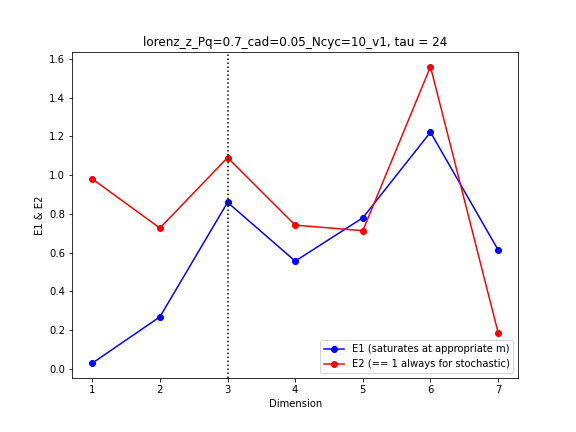 lorenz_z_Pq=0.7_cad=0.05_Ncyc=10_v1, tau = 24
E1 & E2
1.6
1.4
1.2
1.0
0.8
0.6
0.4
0.2
0.0
E1 (saturates at appropriate m)
E2 (== 1 always for stochastic)
1 2 3 4 5 6 7
Dimension